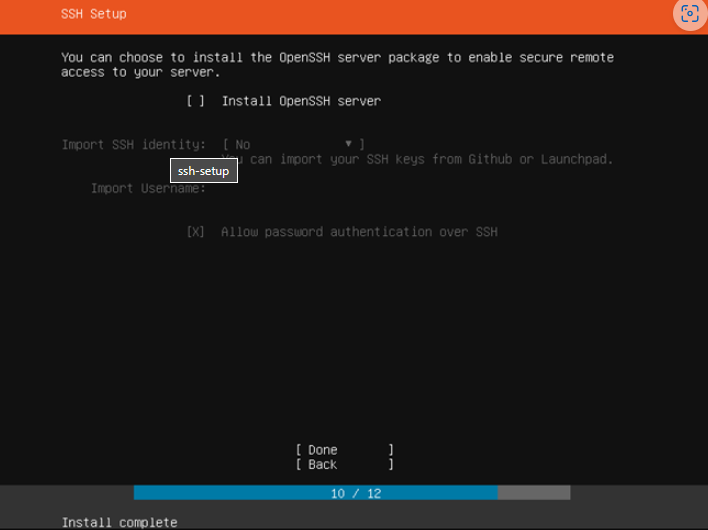 SSH Setup
You can choose to install the OpenSSH server package to enable secure remote
access to your server.
[ ] Install OpenSSH server
Import SSH identity: [ No ▼ ]
You can import your SSH keys from Github or Launchpad.
ssh-setup
Import Username:
[X] Allow password authentication over SSH
[ Done ]
[ Back ]
10 / 12
Install complete